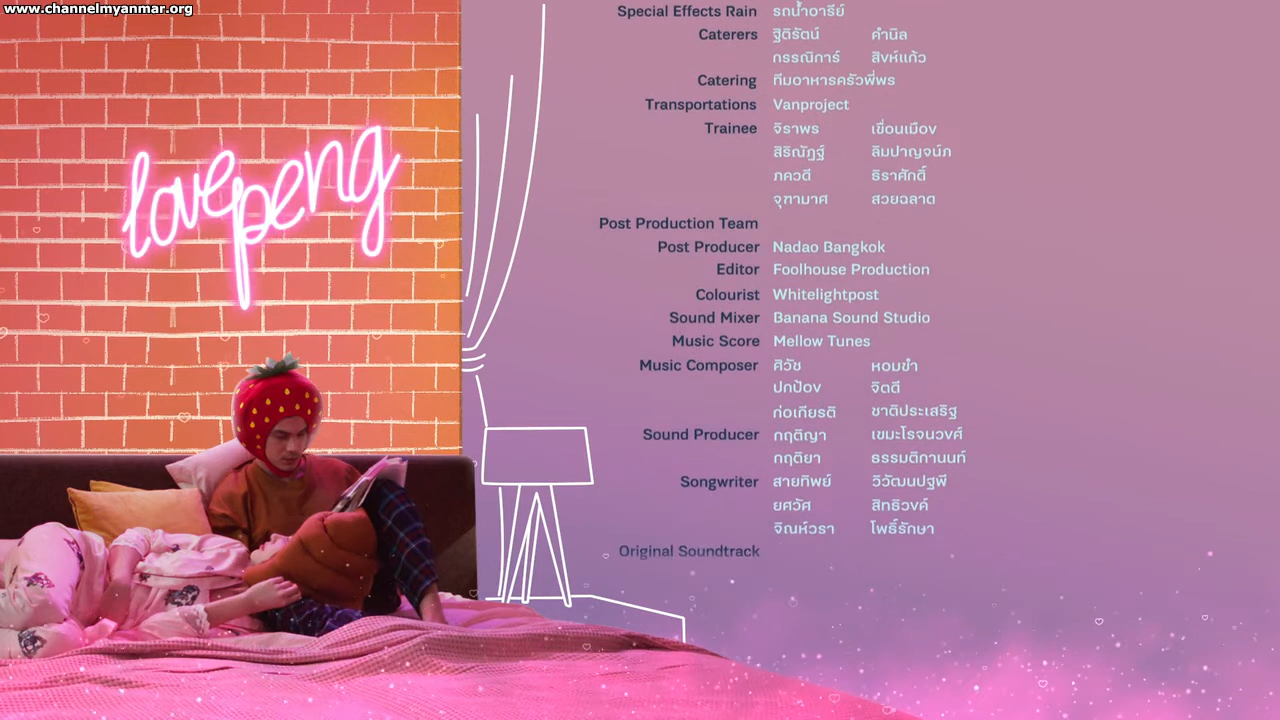 www.channelmyanmar.org
lovepeng
Special Effects Rain รถน้ำอารีย์
Caterers ฐิติรัตน์ คำนิล
กรรณิการ์ สิงห์แก้ว
Catering ทีมอาหารครัวพี่พร
Transportations Vanproject
Trainee จิราพร เขื่อนเมือง
สิริณัฏฐ์ ลิมปาญจน์ภ
ภควดี ธิราศักดิ์
จุฑามาศ สวยฉลาด
Post Production Team
Post Producer Nadao Bangkok
Editor Foolhouse Production
Colourist Whitelightpost
Sound Mixer Banana Sound Studio
Music Score Mellow Tunes
Music Composer ศิวัช หอมขำ
ปกป้อง จิตดี
ก่อเกียรติ ชาติประเสริฐ
Sound Producer กฤติญา เขมะโรจนวงศ์
กฤติยา ธรรมติกานนท์
Songwriter สายทิพย์ วิวัฒนปฐพี
ยศวัศ สิทธิวงค์
จิณห์วรา โพธิ์รักษา
Original Soundtrack